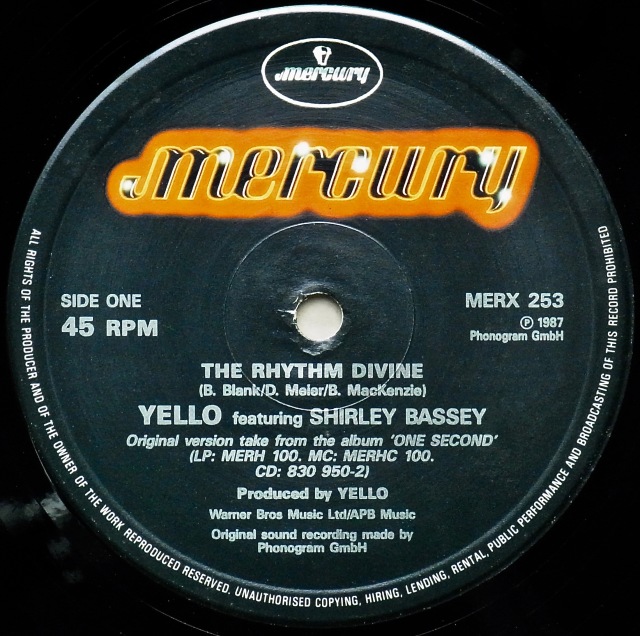 mercury
mercury
SIDE ONE
45 RPM
MERX 253
℗ 1987
Phonogram GmbH
THE RHYTHM DIVINE
(B. Blank/D. Meier/B. MacKenzie)
YELLO featuring SHIRLEY BASSEY
Original version take from the album 'ONE SECOND'
(LP: MERH 100. MC: MERHC 100.
CD: 830 950-2)
Produced by YELLO
Warner Bros Music Ltd/APB Music
Original sound recording made by
Phonogram GmbH
ALL RIGHTS OF THE PRODUCER AND OF THE OWNER OF THE WORK REPRODUCED RESERVED. UNAUTHORISED COPYING, HIRING, LENDING, RENTAL, PUBLIC PERFORMANCE AND BROADCASTING OF THIS RECORD PROHIBITED